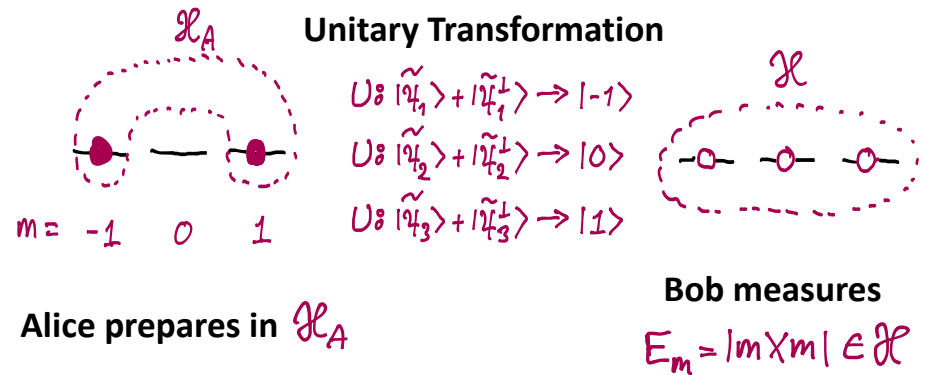 ℋ_A
Unitary Transformation
ℋ
U: |ψ̃₁⟩ + |ψ̃₁^⊥⟩ → |-1⟩
U: |ψ̃₂⟩ + |ψ̃₂^⊥⟩ → |0⟩
U: |ψ̃₃⟩ + |ψ̃₃^⊥⟩ → |1⟩
m = -1 0 1
Alice prepares in ℋ_A
Bob measures
E_m = |m⟩⟨m| ∈ ℋ